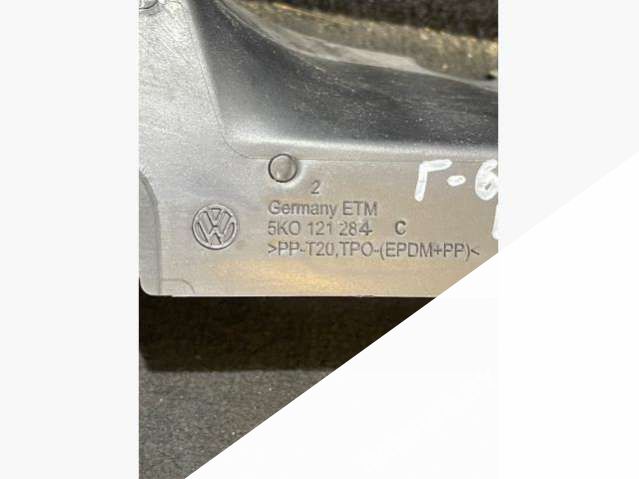 Г-6
2
Germany ETM
5K0 121 284 C
>PP-T20,TPO-(EPDM+PP)<